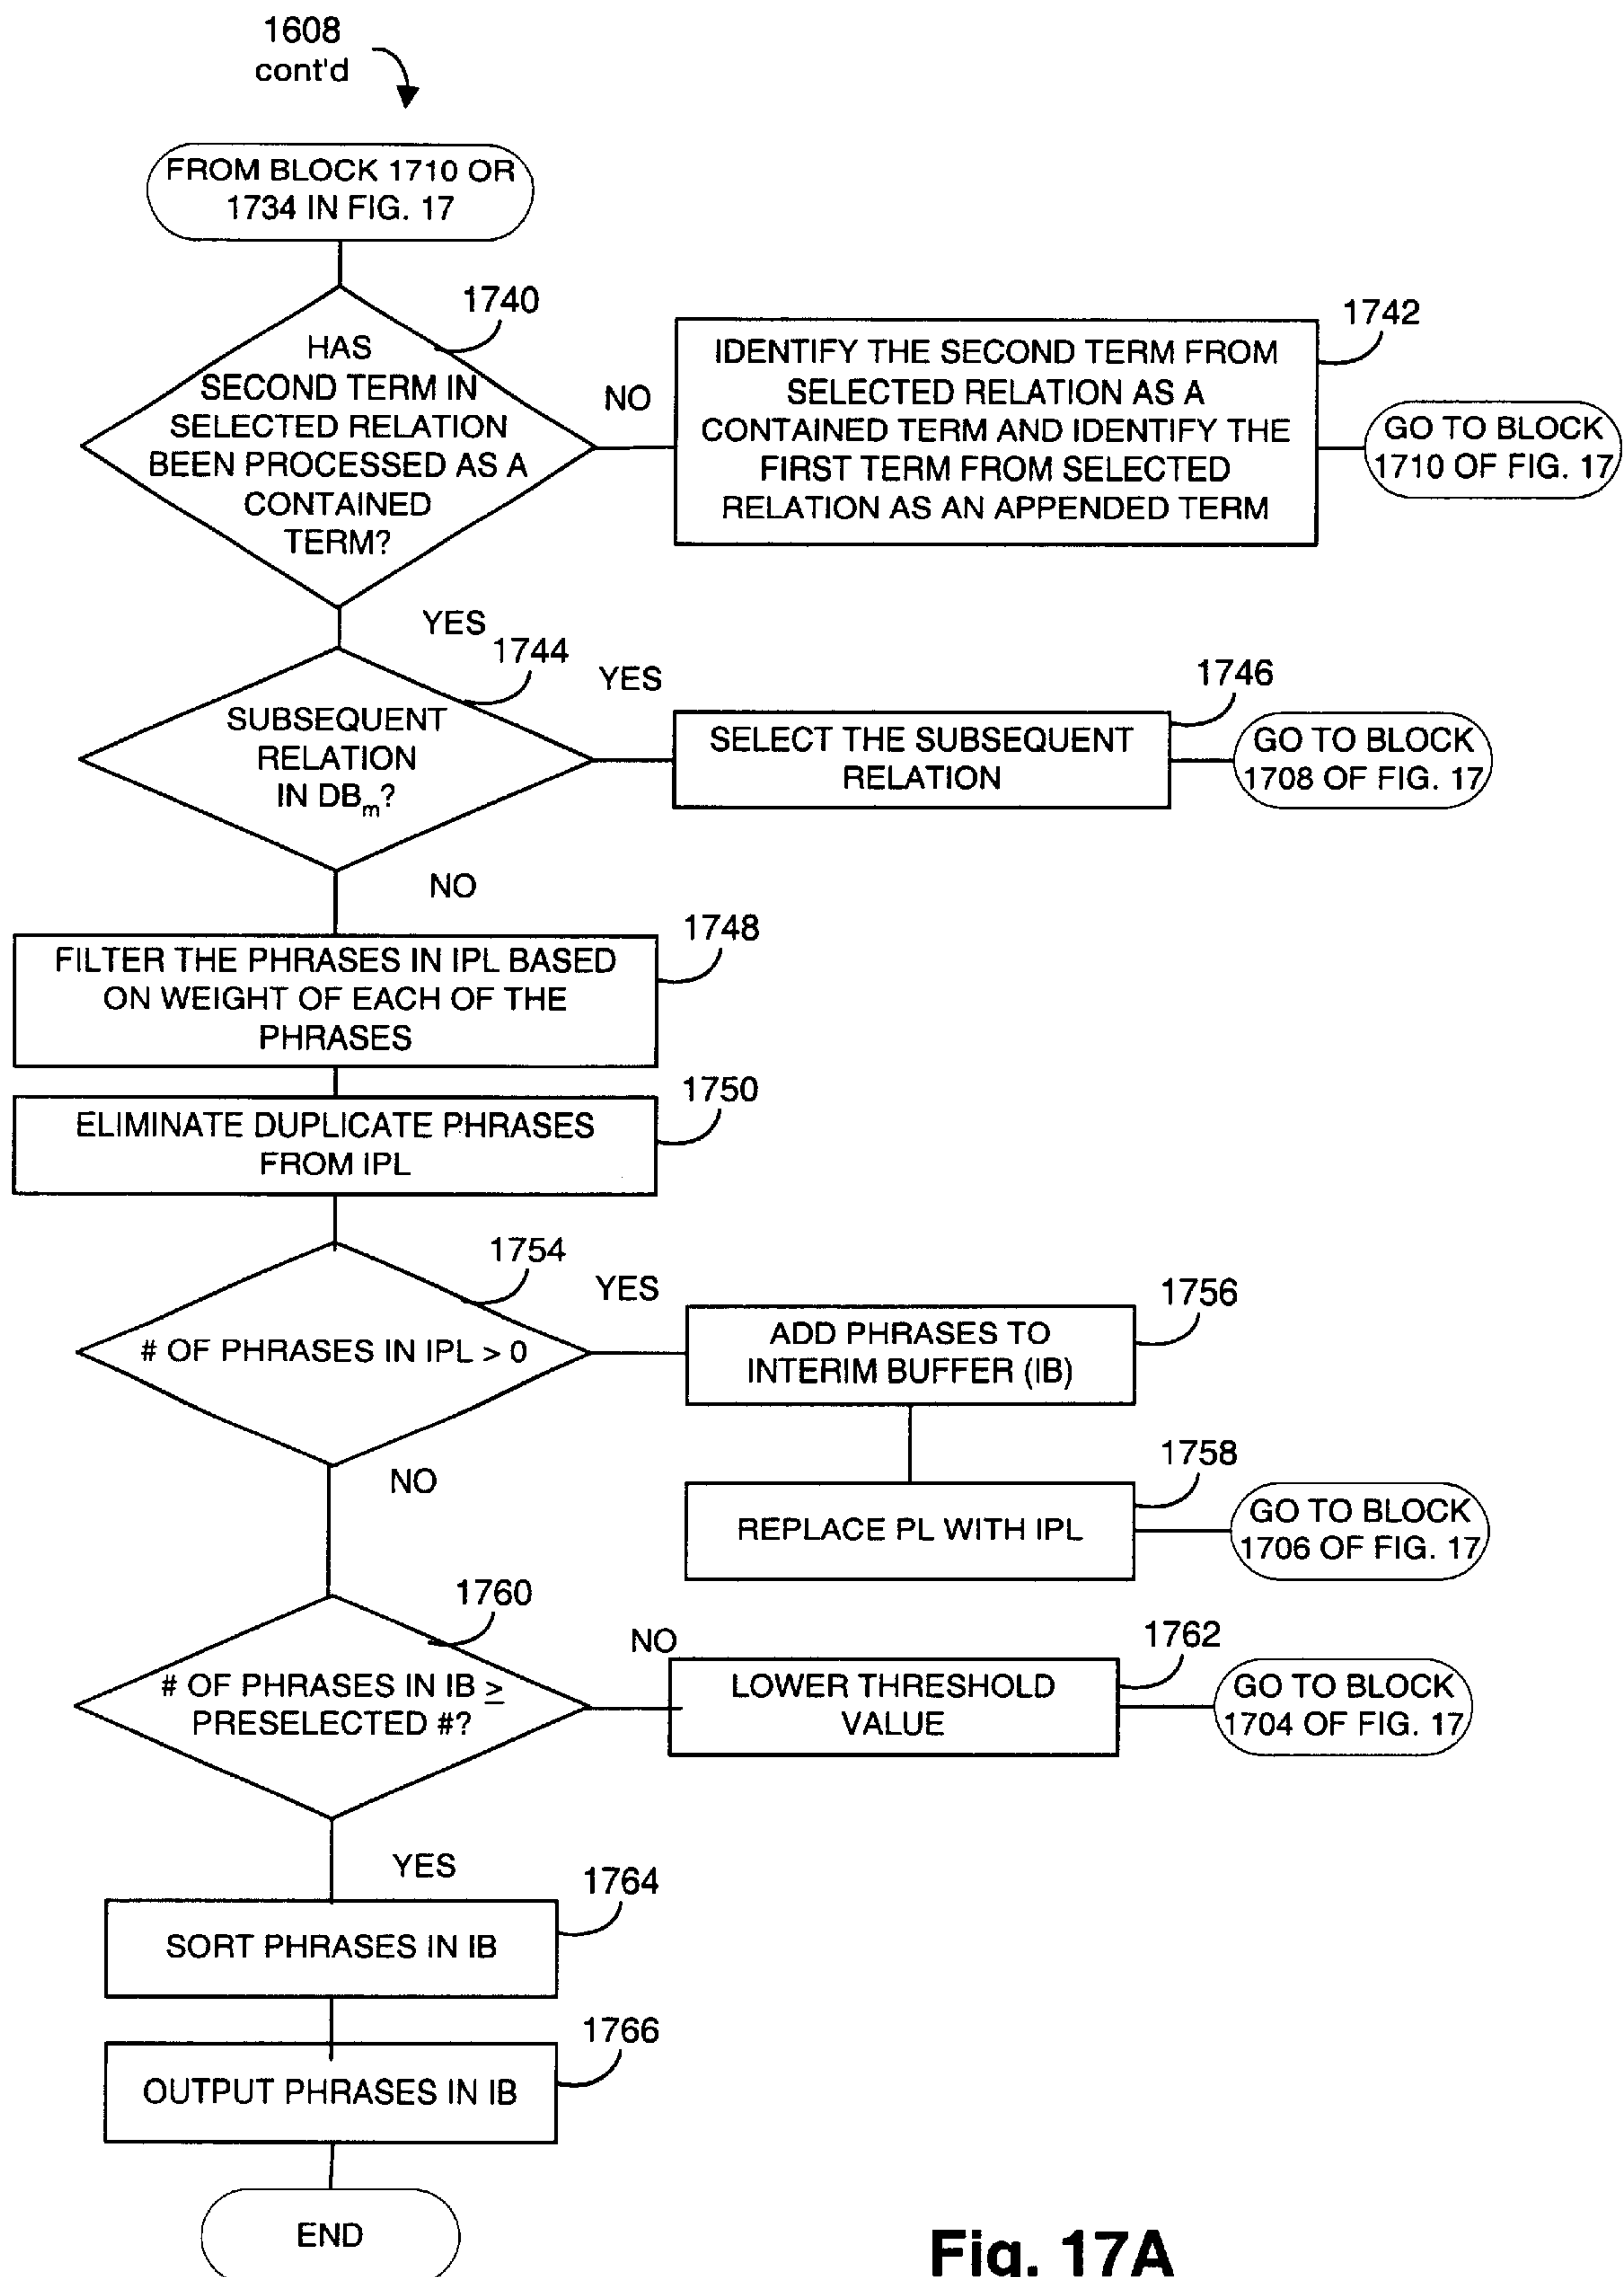 1608
cont'd
FROM BLOCK 1710 OR
1734 IN FIG. 17
1740
HAS
SECOND TERM IN
SELECTED RELATION
BEEN PROCESSED AS A
CONTAINED
TERM?
NO
1742
IDENTIFY THE SECOND TERM FROM
SELECTED RELATION AS A
CONTAINED TERM AND IDENTIFY THE
FIRST TERM FROM SELECTED
RELATION AS AN APPENDED TERM
GO TO BLOCK
1710 OF FIG. 17
YES
1744
SUBSEQUENT
RELATION
IN DBm?
YES
1746
SELECT THE SUBSEQUENT
RELATION
GO TO BLOCK
1708 OF FIG. 17
NO
1748
FILTER THE PHRASES IN IPL BASED
ON WEIGHT OF EACH OF THE
PHRASES
1750
ELIMINATE DUPLICATE PHRASES
FROM IPL
1754
# OF PHRASES IN IPL > 0
YES
1756
ADD PHRASES TO
INTERIM BUFFER (IB)
1758
REPLACE PL WITH IPL
GO TO BLOCK
1706 OF FIG. 17
NO
1760
# OF PHRASES IN IB ≥
PRESELECTED #?
NO
1762
LOWER THRESHOLD
VALUE
GO TO BLOCK
1704 OF FIG. 17
YES
1764
SORT PHRASES IN IB
1766
OUTPUT PHRASES IN IB
END
Fig. 17A